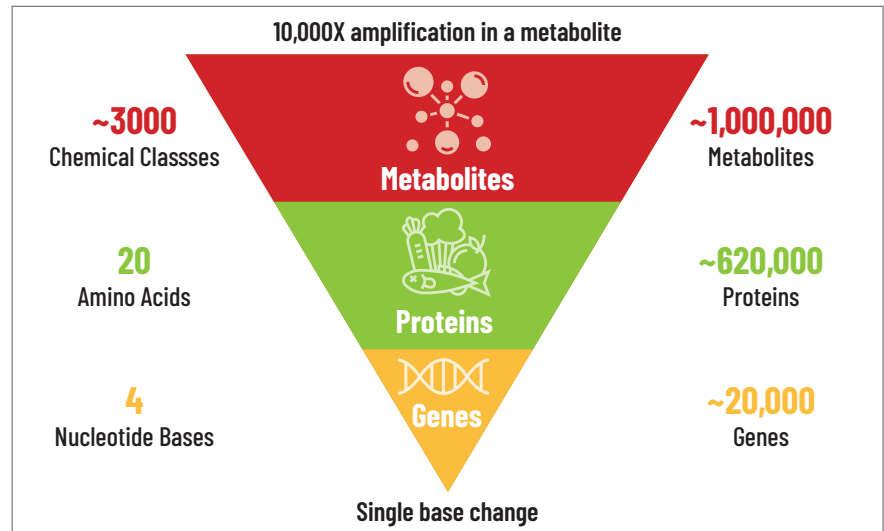 10,000X amplification in a metabolite
~3000
Chemical Classses
Metabolites
~1,000,000
Metabolites
20
Amino Acids
Proteins
~620,000
Proteins
4
Nucleotide Bases
Genes
~20,000
Genes
Single base change